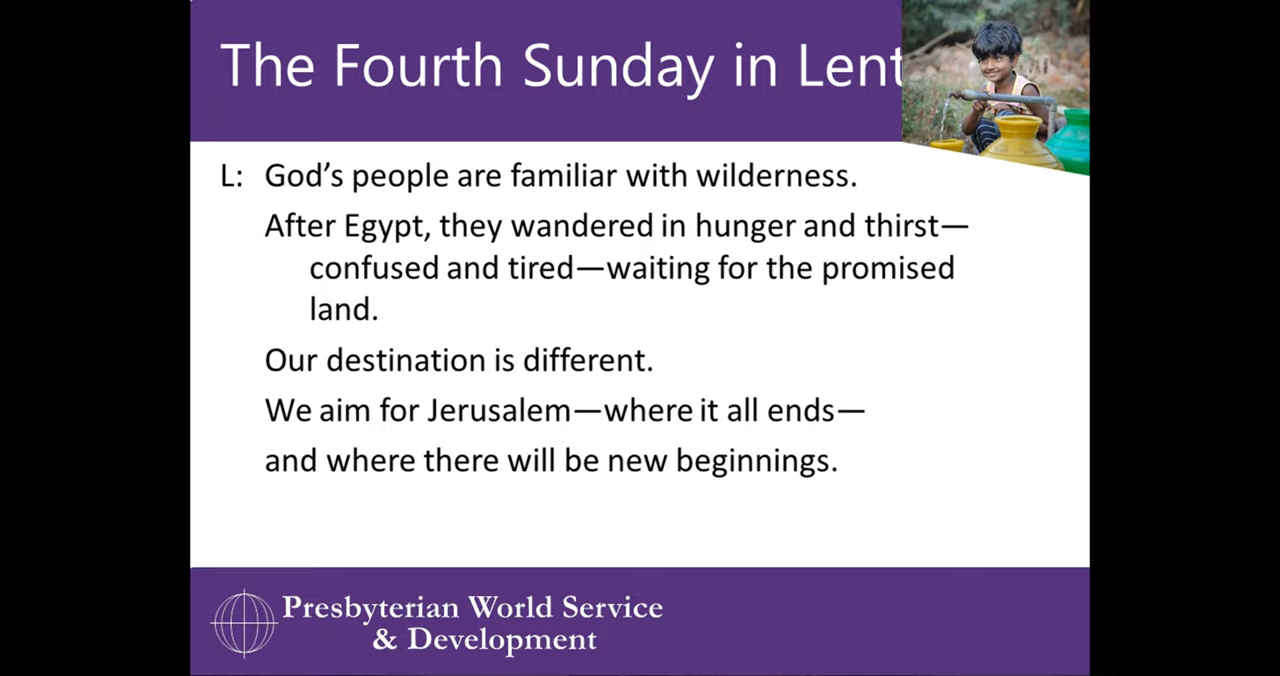 The Fourth Sunday in Lent
L: God’s people are familiar with wilderness.
After Egypt, they wandered in hunger and thirst—
confused and tired—waiting for the promised
land.
Our destination is different.
We aim for Jerusalem—where it all ends—
and where there will be new beginnings.
Presbyterian World Service
& Development